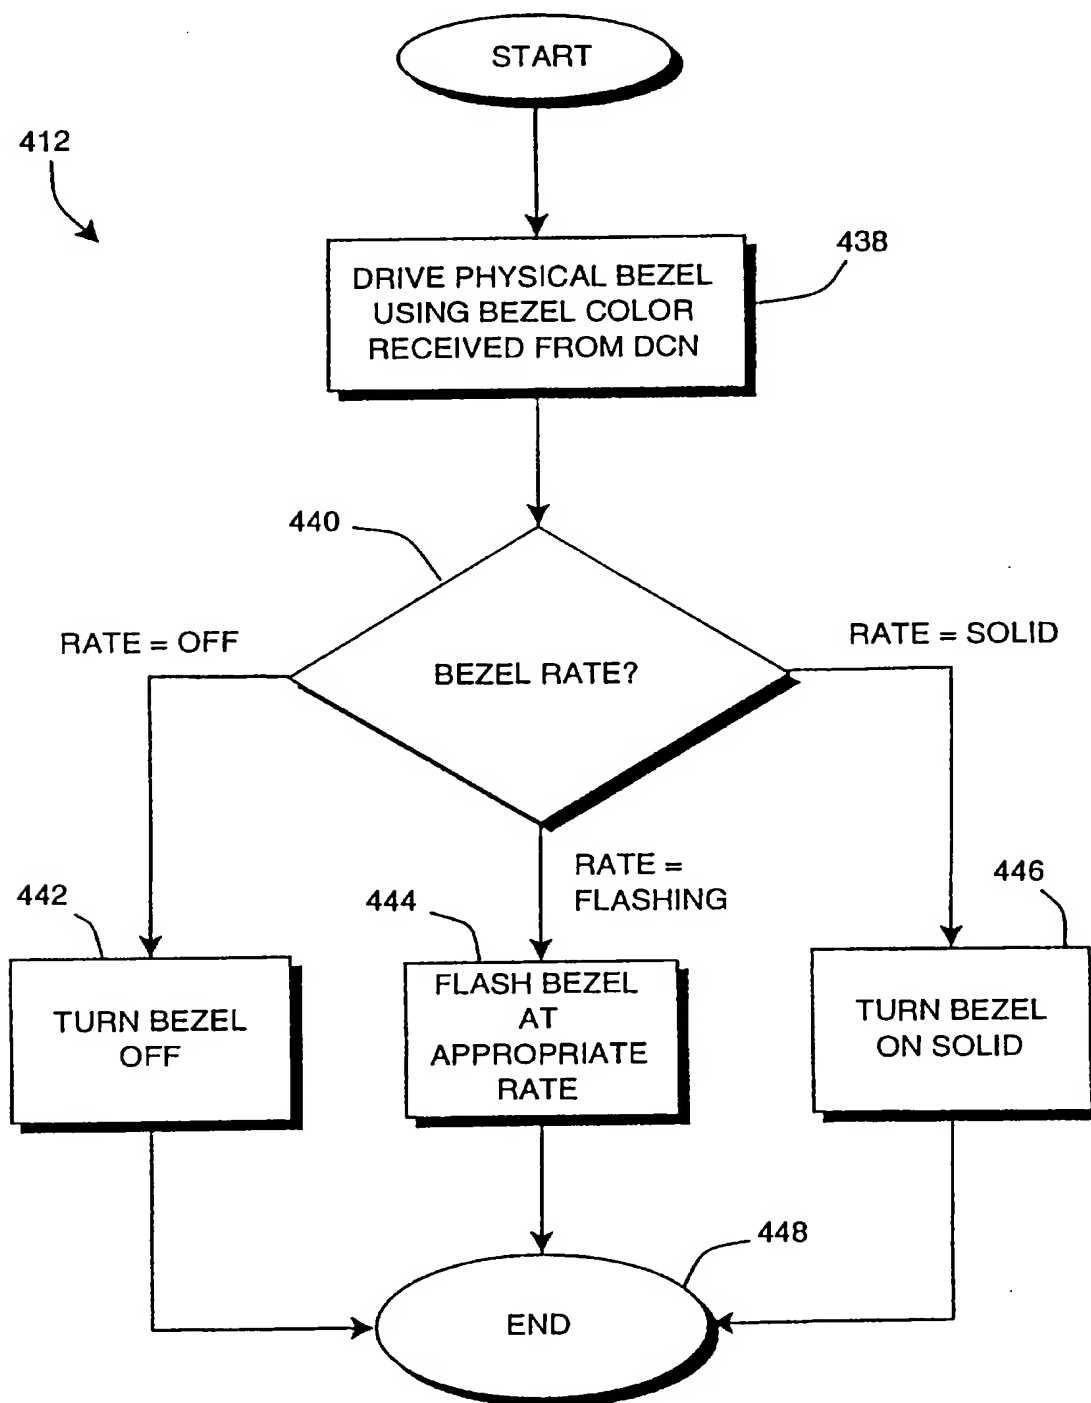 START
412
438
DRIVE PHYSICAL BEZEL
USING BEZEL COLOR
RECEIVED FROM DCN
440
RATE = OFF
BEZEL RATE?
RATE = SOLID
RATE =
FLASHING
442
444
446
TURN BEZEL
OFF
FLASH BEZEL
AT
APPROPRIATE
RATE
TURN BEZEL
ON SOLID
448
END